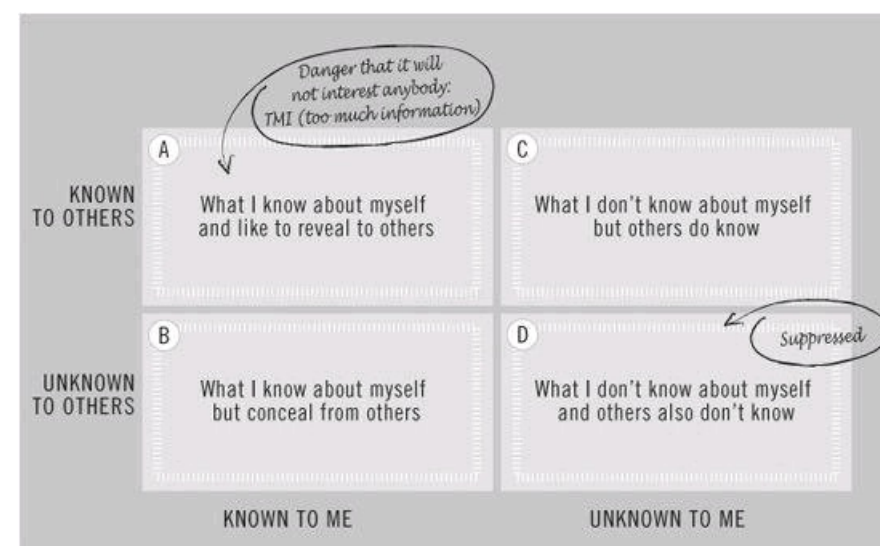 Danger that it will
not interest anybody:
TMI (too much information)
A
C
KNOWN
TO OTHERS
What I know about myself
and like to reveal to others
What I don't know about myself
but others do know
B
D
Suppressed
UNKNOWN
TO OTHERS
What I know about myself
but conceal from others
What I don't know about myself
and others also don't know
KNOWN TO ME
UNKNOWN TO ME